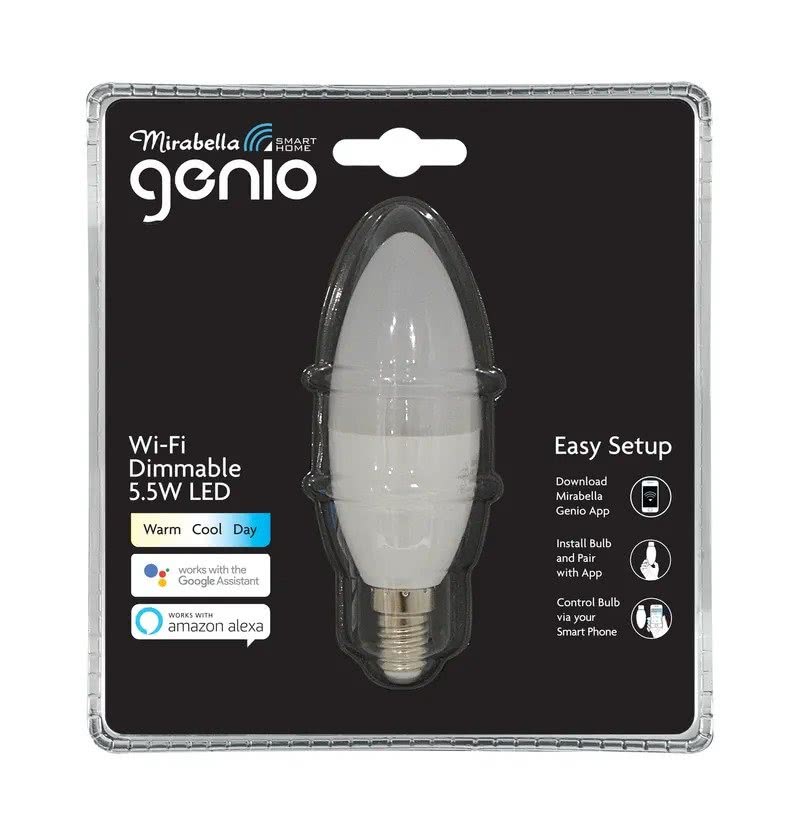 Mirabella SMART HOME
genio
Wi-Fi
Dimmable
5.5W LED
Warm Cool Day
works with the
Google Assistant
WORKS WITH
amazon alexa
Easy Setup
Download
Mirabella
Genio App
Install Bulb
and Pair
with App
Control Bulb
via your
Smart Phone